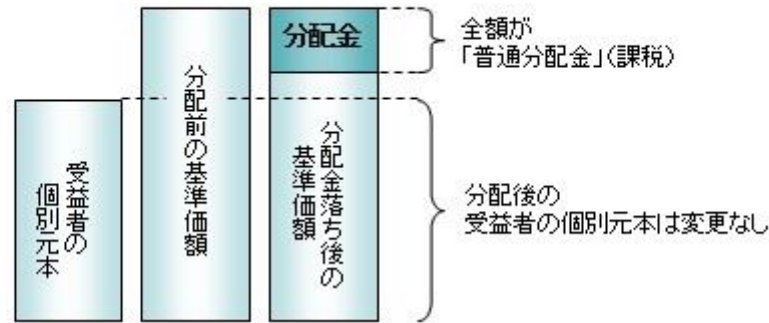 受益者の
個別元本
分配前の基準価額
分配金
分配金落ち後の
基準価額
全額が
「普通分配金」(課税)
分配後の
受益者の個別元本は変更なし